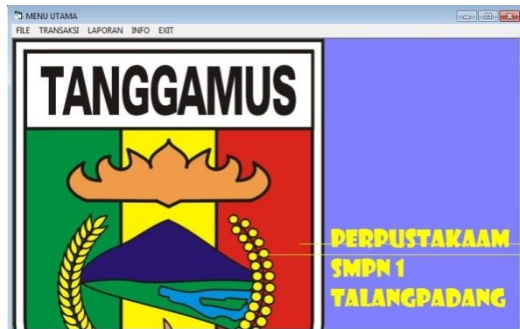 MENU UTAMA
FILE TRANSAKSI LAPORAN INFO EXIT
TANGGAMUS
PERPUSTAKAAM
SMPN 1
TALANGPADANG